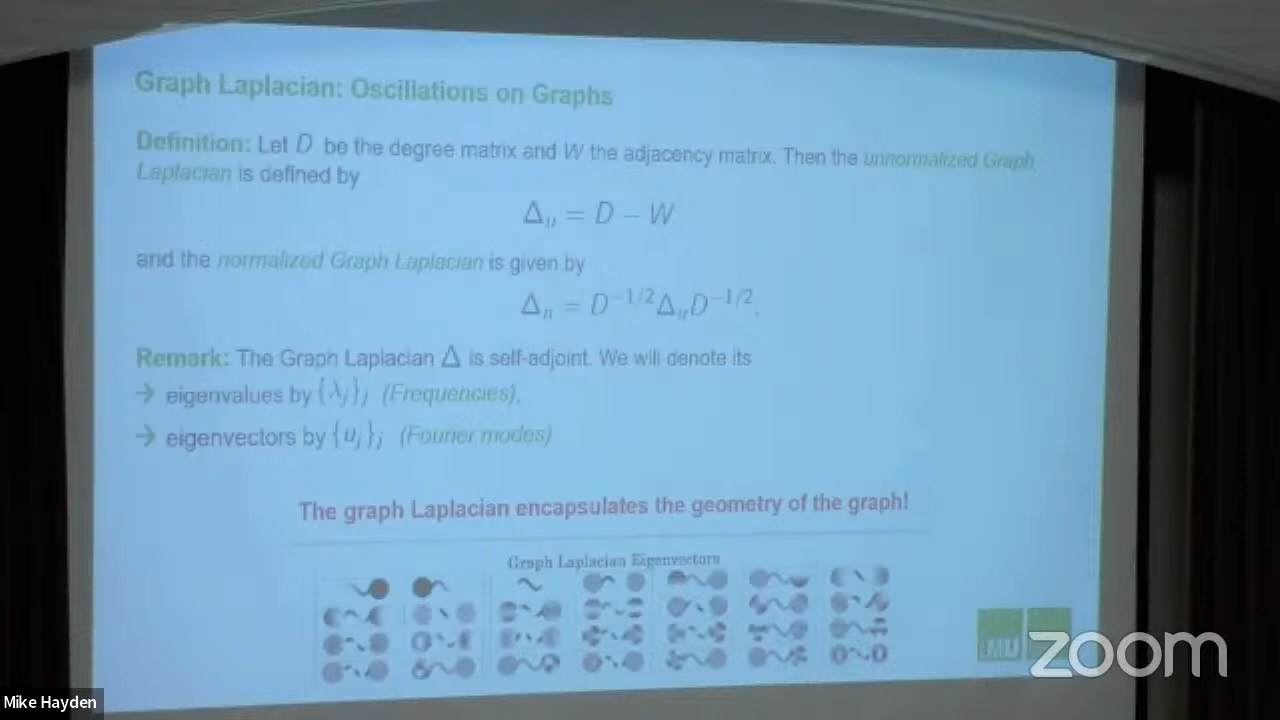 Graph Laplacian: Oscillations on Graphs
Definition: Let D be the degree matrix and W the adjacency matrix. Then the unnormalized Graph
Laplacian is defined by
Δᵤ = D − W
and the normalized Graph Laplacian is given by
Δₙ = D^{−1/2} Δᵤ D^{−1/2}.
Remark: The Graph Laplacian Δ is self-adjoint. We will denote its
→ eigenvalues by {λⱼ}ⱼ (Frequencies),
→ eigenvectors by {uⱼ}ⱼ (Fourier modes)
The graph Laplacian encapsulates the geometry of the graph!
Graph Laplacian Eigenvectors
LMU
zoom
Mike Hayden